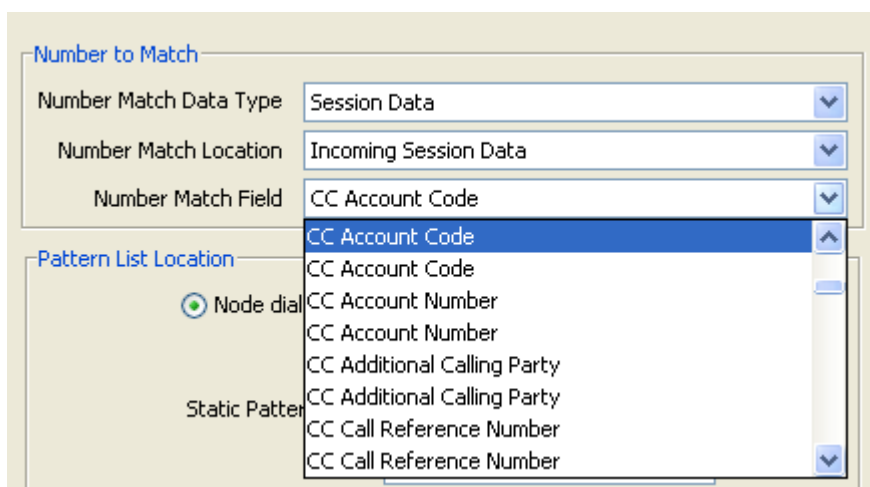 Number to Match
Number Match Data Type Session Data
Number Match Location Incoming Session Data
Number Match Field CC Account Code
CC Account Code
Pattern List Location
CC Account Code
Node dial
CC Account Number
CC Account Number
CC Additional Calling Party
Static Patter
CC Additional Calling Party
CC Call Reference Number
CC Call Reference Number